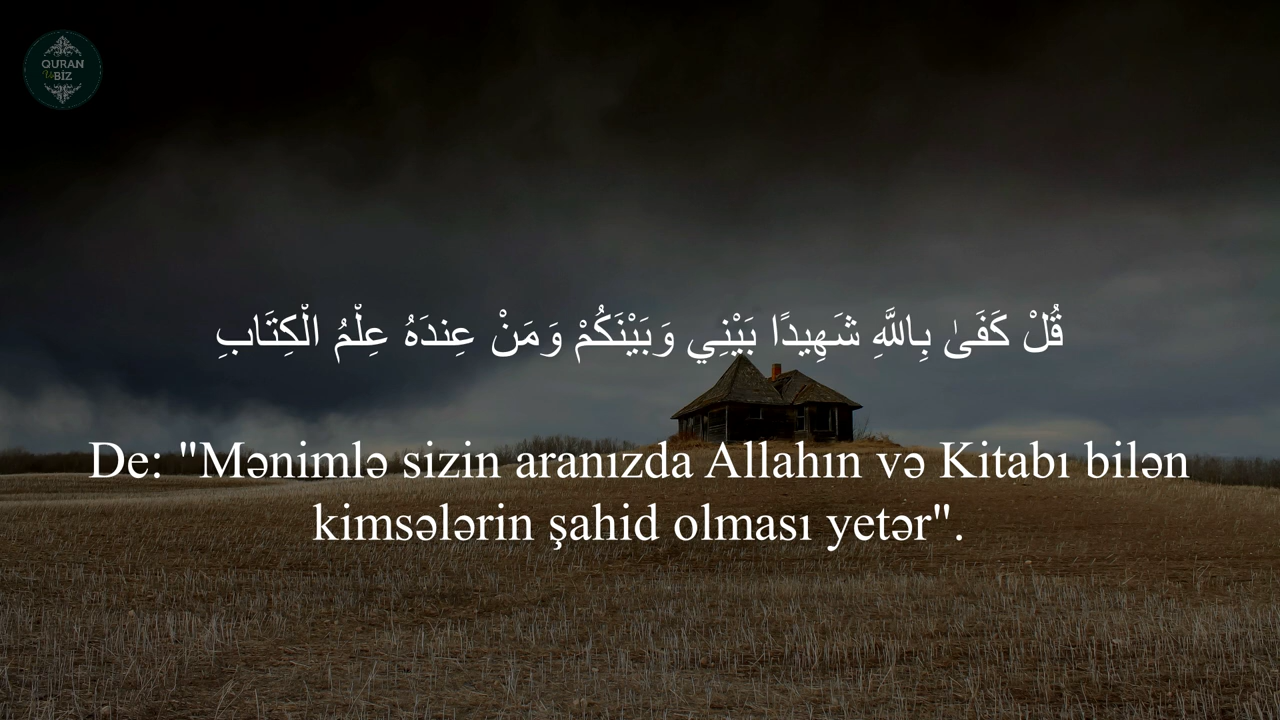 QURAN
Və
BİZ
قُلْ كَفَىٰ بِاللَّهِ شَهِيدًا بَيْنِي وَبَيْنَكُمْ وَمَنْ عِندَهُ عِلْمُ الْكِتَابِ
De: "Mənimlə sizin aranızda Allahın və Kitabı bilən
kimsələrin şahid olması yetər".